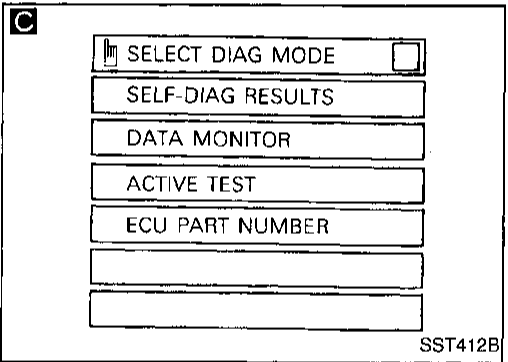 C
SELECT DIAG MODE
SELF-DIAG RESULTS
DATA MONITOR
ACTIVE TEST
ECU PART NUMBER
SST412B